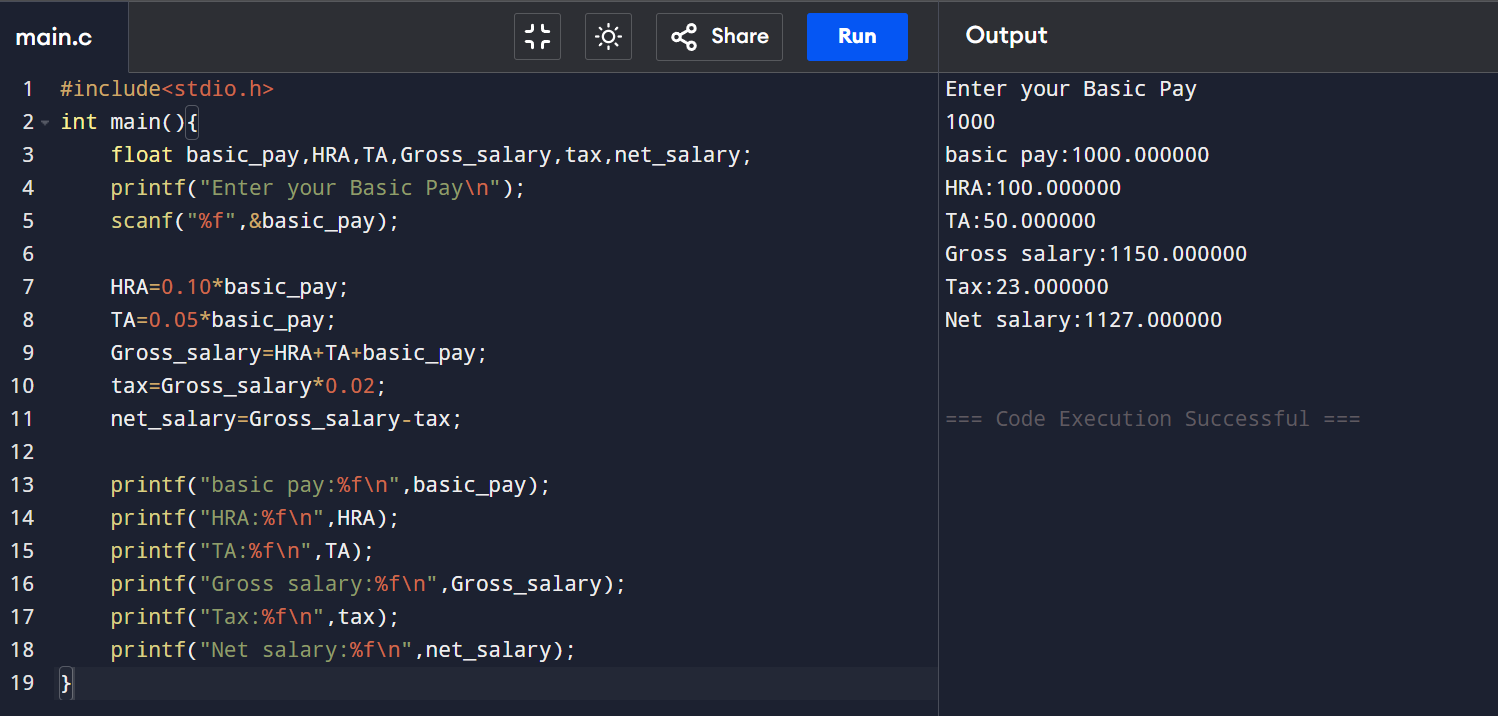 main.c
Share
Run
Output
1 #include<stdio.h>
2 int main(){
3     float basic_pay,HRA,TA,Gross_salary,tax,net_salary;
4     printf("Enter your Basic Pay\n");
5     scanf("%f",&basic_pay);
6
7     HRA=0.10*basic_pay;
8     TA=0.05*basic_pay;
9     Gross_salary=HRA+TA+basic_pay;
10     tax=Gross_salary*0.02;
11     net_salary=Gross_salary-tax;
12
13     printf("basic pay:%f\n",basic_pay);
14     printf("HRA:%f\n",HRA);
15     printf("TA:%f\n",TA);
16     printf("Gross salary:%f\n",Gross_salary);
17     printf("Tax:%f\n",tax);
18     printf("Net salary:%f\n",net_salary);
19 }
Enter your Basic Pay
1000
basic pay:1000.000000
HRA:100.000000
TA:50.000000
Gross salary:1150.000000
Tax:23.000000
Net salary:1127.000000
=== Code Execution Successful ===